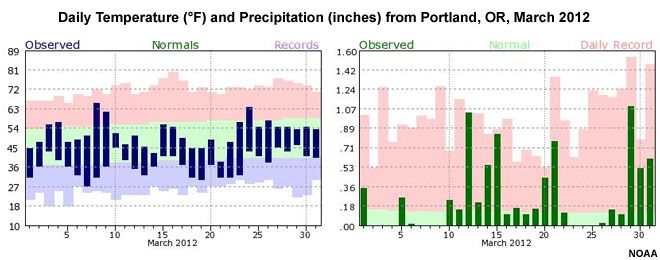 Daily Temperature (°F) and Precipitation (inches) from Portland, OR, March 2012
Observed Normals Records
89
81
72
63
54
45
36
27
18
10
5 10 15 20 25 30
March 2012
Observed Normal Daily Record
1.60
1.42
1.24
1.07
.89
.71
.53
.36
.18
.00
5 10 15 20 25 30
March 2012
NOAA